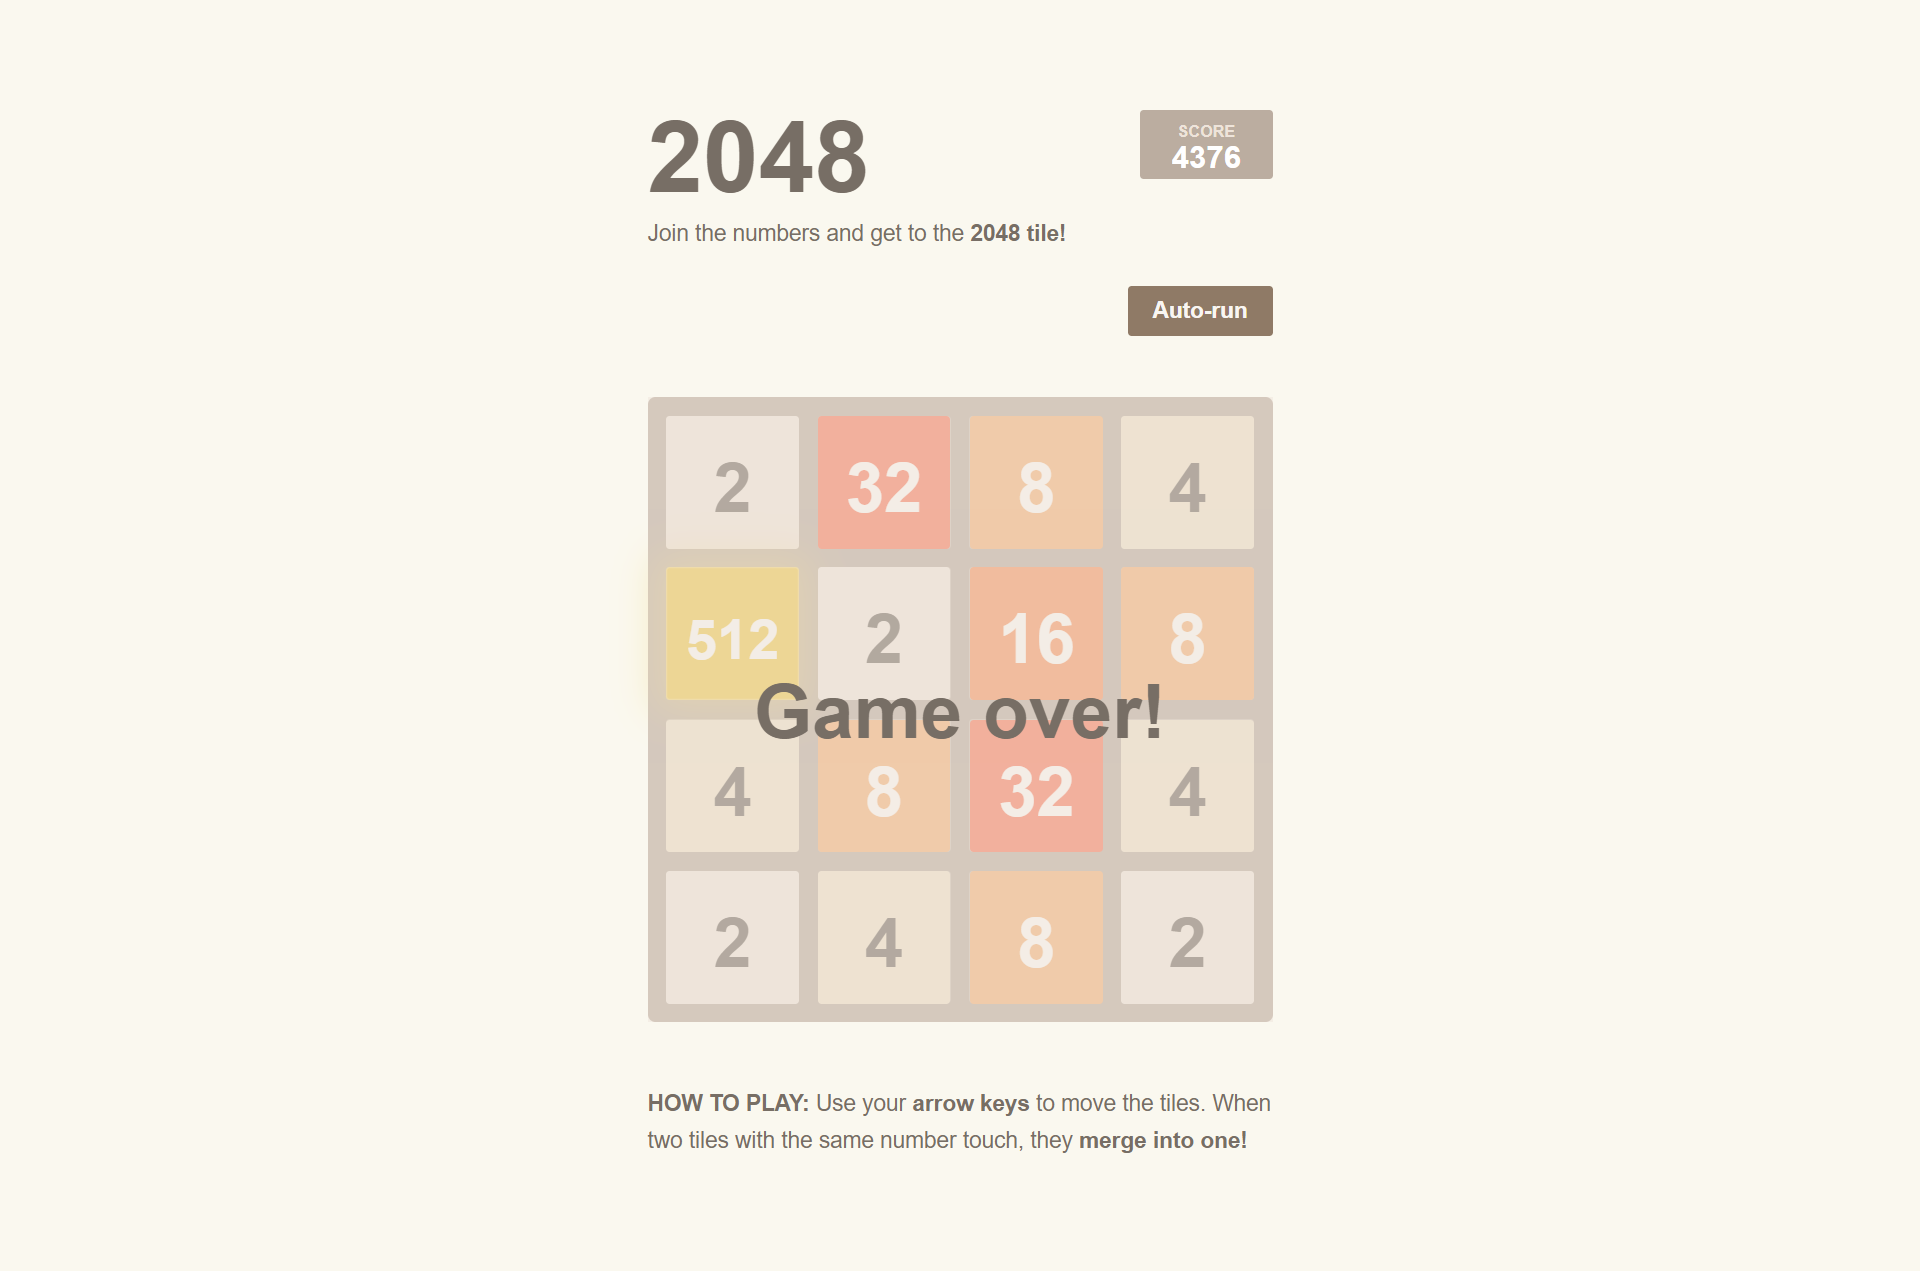 2048
SCORE
4376
Join the numbers and get to the 2048 tile!
Auto-run
2 32 8 4
512 2 16 8
Game over!
4 8 32 4
2 4 8 2
HOW TO PLAY: Use your arrow keys to move the tiles. When
two tiles with the same number touch, they merge into one!